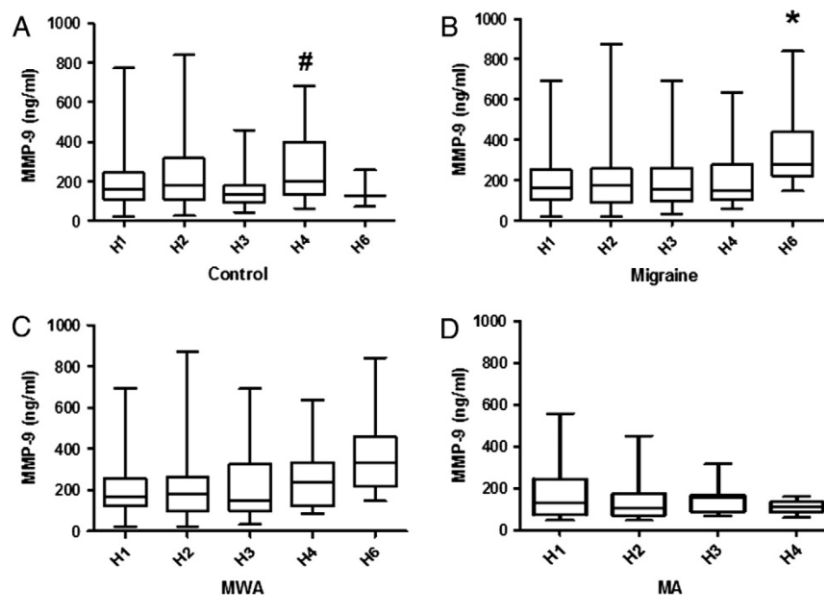 A
MMP-9 (ng/ml)
1000
800
600
400
200
0
#
H1
H2
H3
H4
H6
Control
B
MMP-9 (ng/ml)
1000
800
600
400
200
0
*
H1
H2
H3
H4
H6
Migraine
C
MMP-9 (ng/ml)
1000
800
600
400
200
0
H1
H2
H3
H4
H6
MWA
D
MMP-9 (ng/ml)
1000
800
600
400
200
0
H1
H2
H3
H4
MA